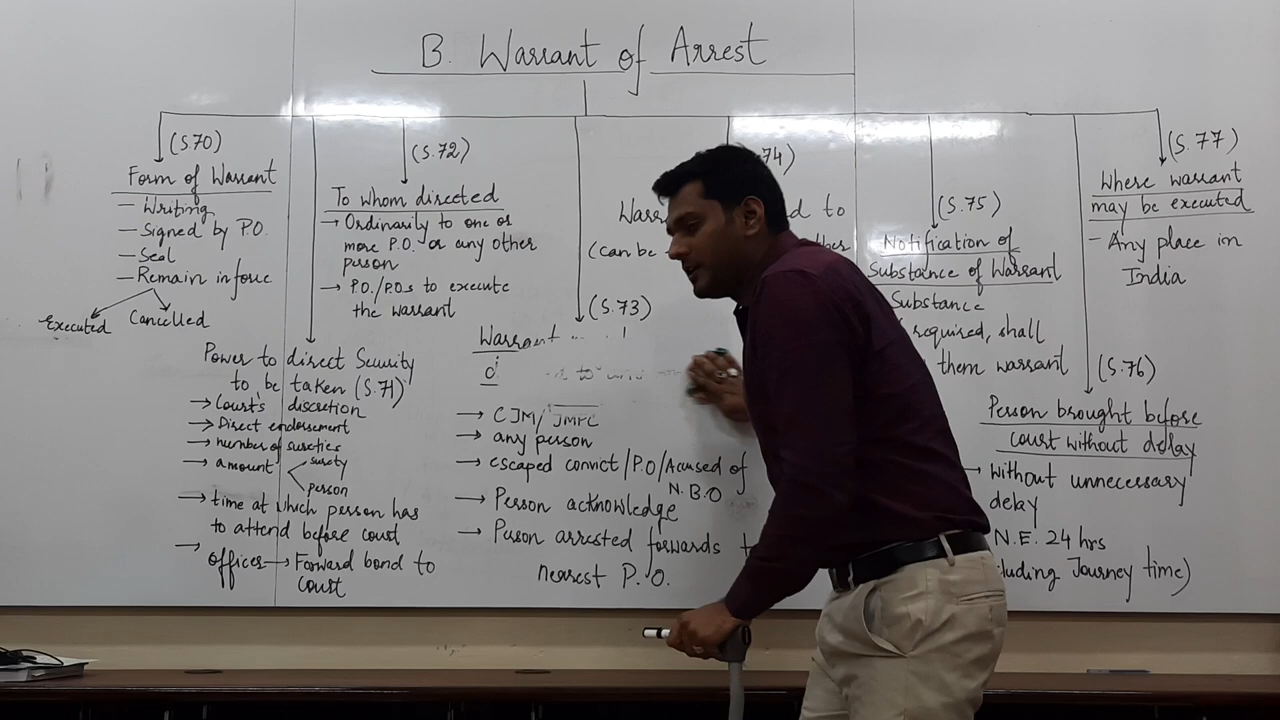 B. Warrant of Arrest
(S70)
Form of Warrant
– Writing
– Signed by P.O.
– Seal
– Remain in force
Executed Cancelled
Power to direct Security
to be taken (S.71)
→ Court's discretion
→ Direct endorsement
→ number of sureties
→ amount
surety
person
→ time at which person has
to attend before court
→ Officer → Forward bond to
court
(S.72)
To whom directed
– Ordinarily to one or
more P.O. or any other
person
→ P.O./P.O.s to execute
the warrant
(S.73)
Warrant
→ CJM/JMFC
→ any person
→ escaped convict/P.O/Accused of
N.B.O
→ Person acknowledge
→ Person arrested forwards
nearest P.O.
74)
d to
(can be
(S.75)
Notification of
Substance of Warrant
Substance
required, shall
them warrant
(S.77)
Where warrant
may be executed
– Any place in
India
(S.76)
Person brought before
court without delay
→ without unnecessary
delay
N.E. 24 hrs
Journey time)